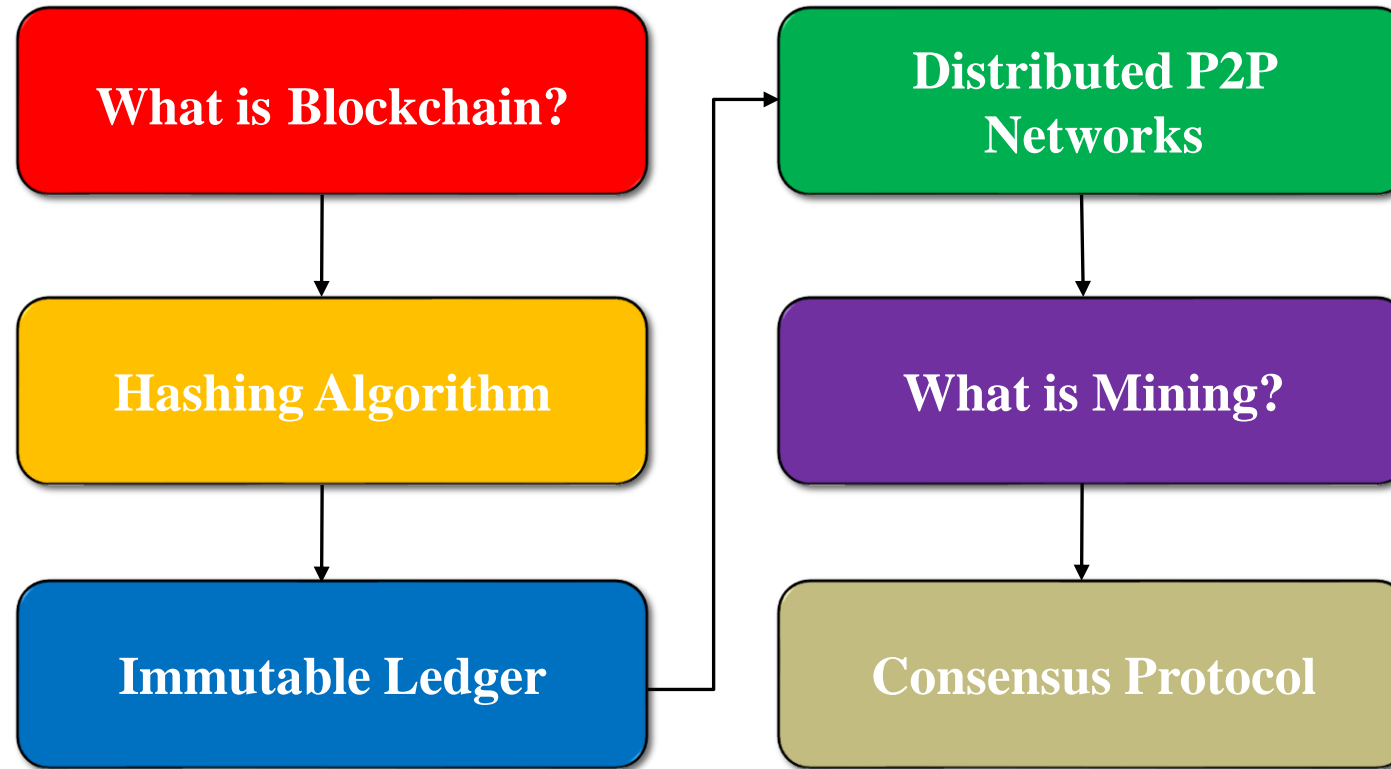 What is Blockchain?
Hashing Algorithm
Immutable Ledger
Distributed P2P
Networks
What is Mining?
Consensus Protocol